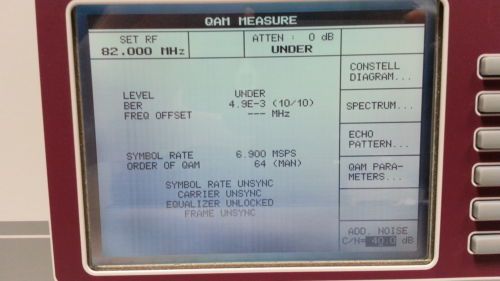 QAM MEASURE
SET RF
82.000 MHz
ATTEN : 0 dB
UNDER
CONSTELL
DIAGRAM...
LEVEL UNDER
BER 4.9E-3 (10/10)
FREQ OFFSET --- MHz
SPECTRUM...
ECHO
PATTERN...
SYMBOL RATE 6.900 MSPS
ORDER OF QAM 64 (MAN)
QAM PARA-
METERS...
SYMBOL RATE UNSYNC
CARRIER UNSYNC
EQUALIZER UNLOCKED
FRAME UNSYNC
ADD. NOISE
C/N= 40.0 dB